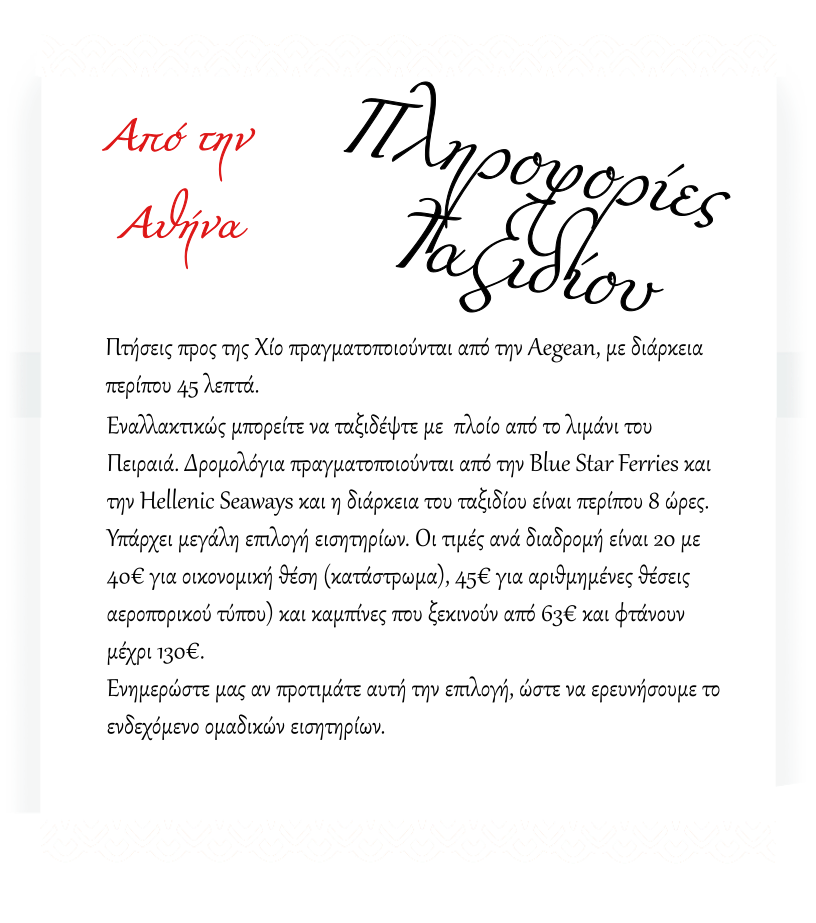 Από την
Αθήνα
Πληροφορίες
Ταξιδίου
Πτήσεις προς της Χίο πραγματοποιούνται από την Aegean, με διάρκεια
περίπου 45 λεπτά.
Εναλλακτικώς μπορείτε να ταξιδέψτε με πλοίο από το λιμάνι του
Πειραιά. Δρομολόγια πραγματοποιούνται από την Blue Star Ferries και
την Hellenic Seaways και η διάρκεια του ταξιδίου είναι περίπου 8 ώρες.
Υπάρχει μεγάλη επιλογή εισητηρίων. Οι τιμές ανά διαδρομή είναι 20 με
40€ για οικονομική θέση (κατάστρωμα), 45€ για αριθμημένες θέσεις
αεροπορικού τύπου) και καμπίνες που ξεκινούν από 63€ και φτάνουν
μέχρι 130€.
Ενημερώστε μας αν προτιμάτε αυτή την επιλογή, ώστε να ερευνήσουμε το
ενδεχόμενο ομαδικών εισητηρίων.